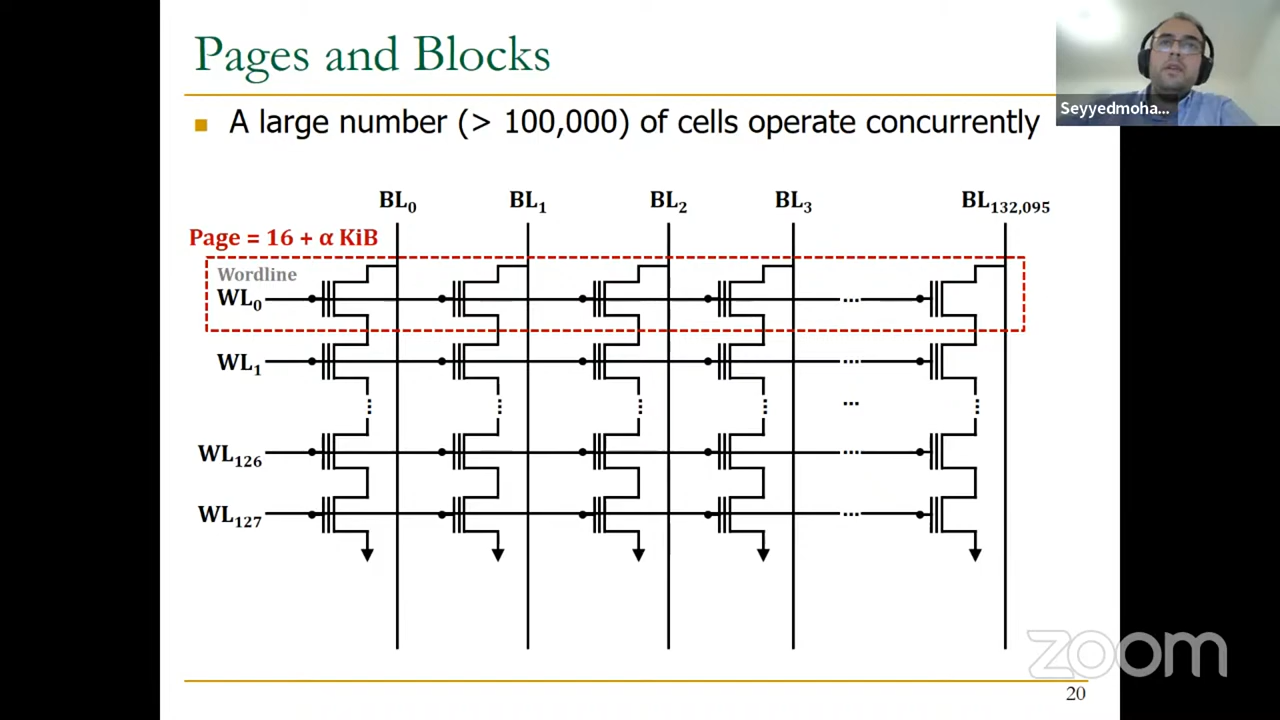 Pages and Blocks
Seyyedmoha...
A large number (> 100,000) of cells operate concurrently
BL0 BL1 BL2 BL3 BL132,095
Page = 16 + α KiB
Wordline
WL0 ...
WL1 ...
...
WL126 ...
WL127 ...
zoom
20